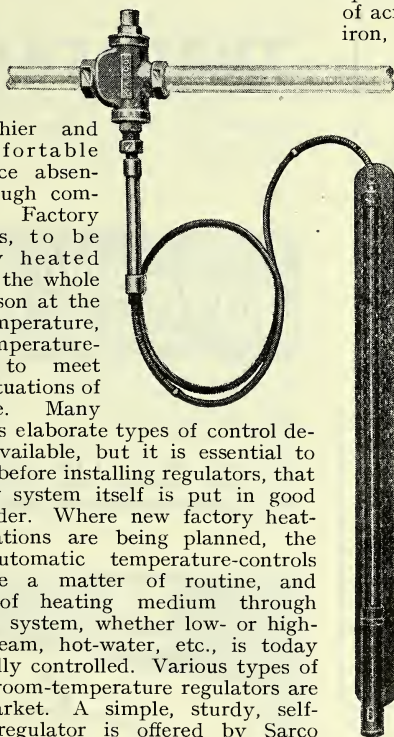 of
iron,
hier and
fortable
ce absen-
ugh com-
Factory
s, to be
heated
the whole
son at the
mperature,
mperature-
to meet
tuations of
e. Many
s elaborate types of control de-
vailable, but it is essential to
before installing regulators, that
system itself is put in good
der. Where new factory heat-
ations are being planned, the
utomatic temperature-controls
e a matter of routine, and
of heating medium through
system, whether low- or high-
eam, hot-water, etc., is today
lly controlled. Various types of
room-temperature regulators are
arket. A simple, sturdy, self-
regulator is offered by Sarco